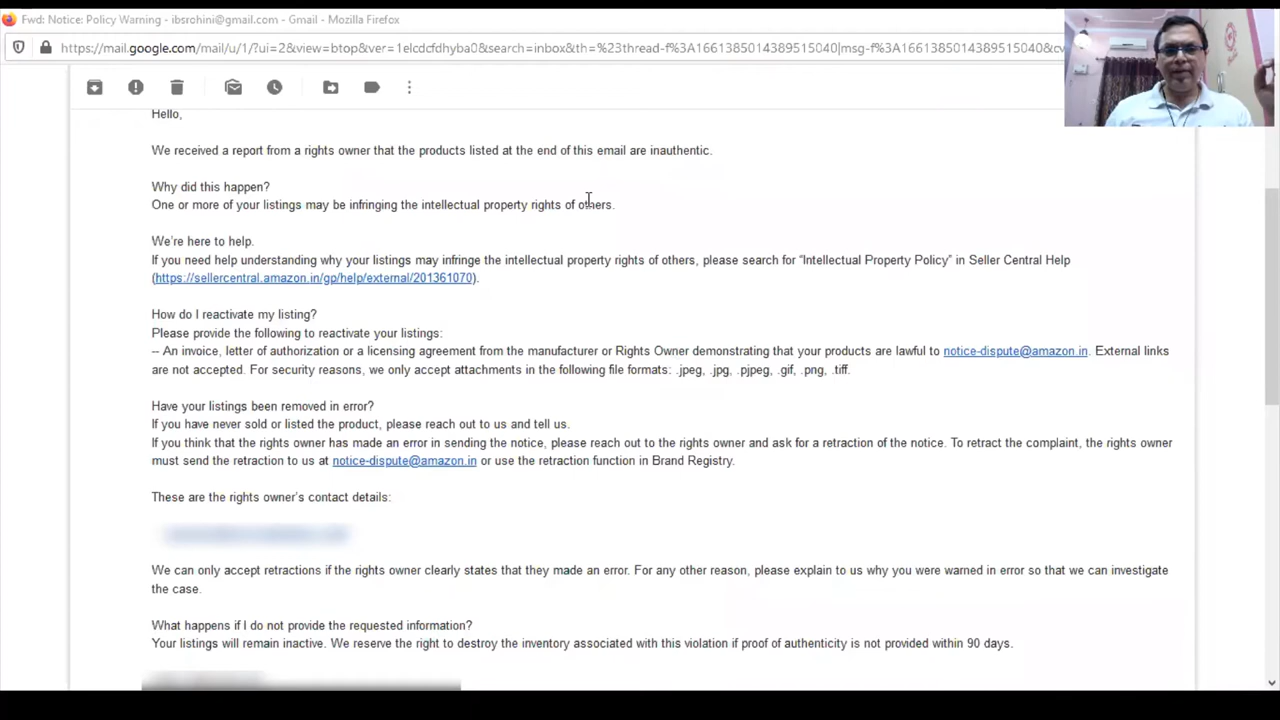 Fwd: Notice: Policy Warning - ibsrohini@gmail.com - Gmail - Mozilla Firefox
https://mail.google.com/mail/u/1/?ui=2&view=btop&ver=1elcdcfdhyba0&search=inbox&th=%23thread-f%3A1661385014389515040|msg-f%3A1661385014389515040&cv
Hello,
We received a report from a rights owner that the products listed at the end of this email are inauthentic.
Why did this happen?
One or more of your listings may be infringing the intellectual property rights of others.
We're here to help.
If you need help understanding why your listings may infringe the intellectual property rights of others, please search for “Intellectual Property Policy” in Seller Central Help
(https://sellercentral.amazon.in/gp/help/external/201361070).
How do I reactivate my listing?
Please provide the following to reactivate your listings:
-- An invoice, letter of authorization or a licensing agreement from the manufacturer or Rights Owner demonstrating that your products are lawful to notice-dispute@amazon.in. External links
are not accepted. For security reasons, we only accept attachments in the following file formats: .jpeg, .jpg, .pjpeg, .gif, .png, .tiff.
Have your listings been removed in error?
If you have never sold or listed the product, please reach out to us and tell us.
If you think that the rights owner has made an error in sending the notice, please reach out to the rights owner and ask for a retraction of the notice. To retract the complaint, the rights owner
must send the retraction to us at notice-dispute@amazon.in or use the retraction function in Brand Registry.
These are the rights owner's contact details:
We can only accept retractions if the rights owner clearly states that they made an error. For any other reason, please explain to us why you were warned in error so that we can investigate
the case.
What happens if I do not provide the requested information?
Your listings will remain inactive. We reserve the right to destroy the inventory associated with this violation if proof of authenticity is not provided within 90 days.